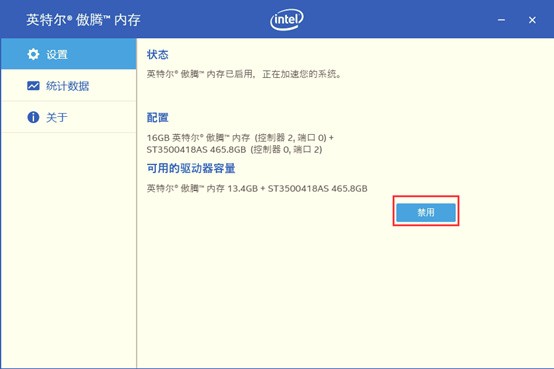 英特尔® 傲腾™ 内存
intel
设置
统计数据
关于
状态
英特尔® 傲腾™ 内存已启用，正在加速您的系统。
配置
16GB 英特尔® 傲腾™ 内存 (控制器 2, 端口 0) +
ST3500418AS 465.8GB (控制器 0, 端口 2)
可用的驱动器容量
英特尔® 傲腾™ 内存 13.4GB + ST3500418AS 465.8GB
禁用